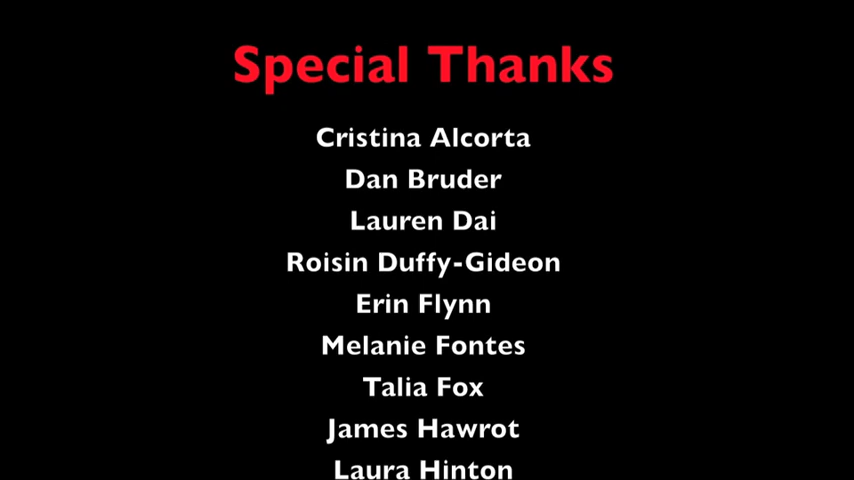 Special Thanks
Cristina Alcorta
Dan Bruder
Lauren Dai
Roisin Duffy-Gideon
Erin Flynn
Melanie Fontes
Talia Fox
James Hawrot
Laura Hinton